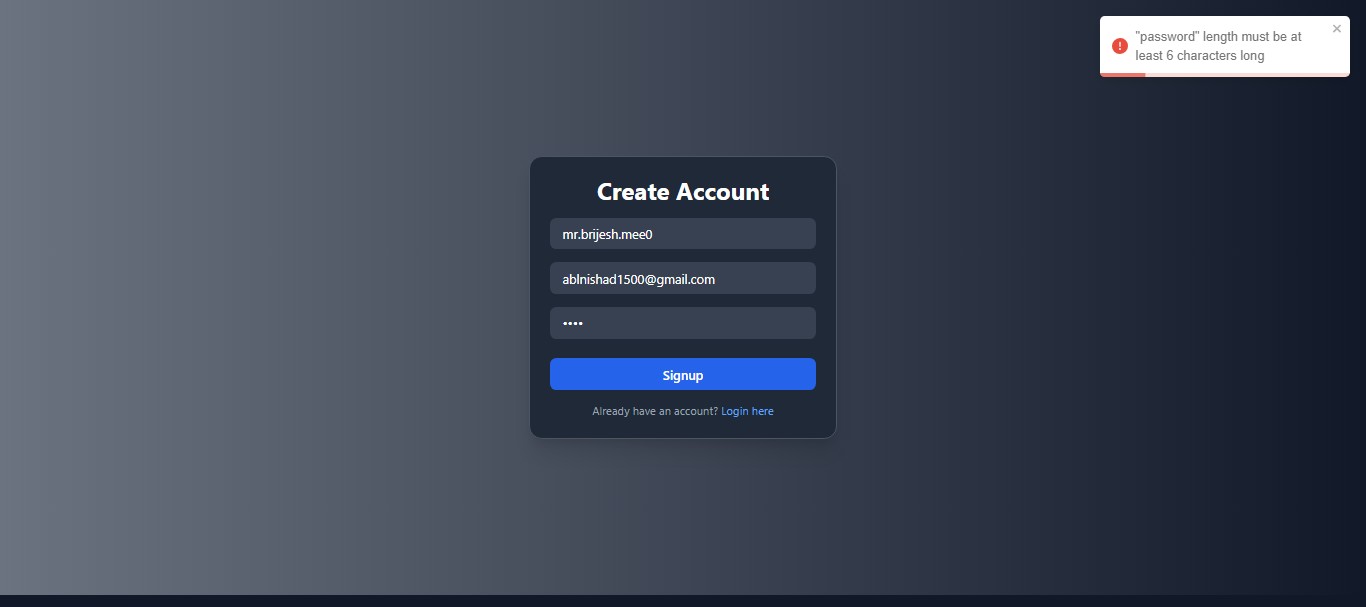 "password" length must be at
least 6 characters long
Create Account
mr.brijesh.mee0
ablnishad1500@gmail.com
••••
Signup
Already have an account? Login here